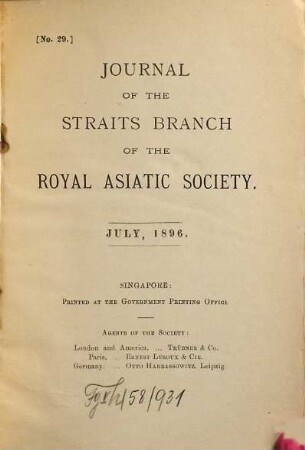 [No. 29.]
JOURNAL
OF THE
STRAITS BRANCH
OF THE
ROYAL ASIATIC SOCIETY.
JULY, 1896.
SINGAPORE:
PRINTED AT THE GOVERNMENT PRINTING OFFICE
AGENTS OF THE SOCIETY:
London and America, ... TRÜBNER & Co.
Paris, .. ERNEST LEROUX & CIE.
Germany, .. OTTO HARRASSOWITZ, Leipzig
/58/931